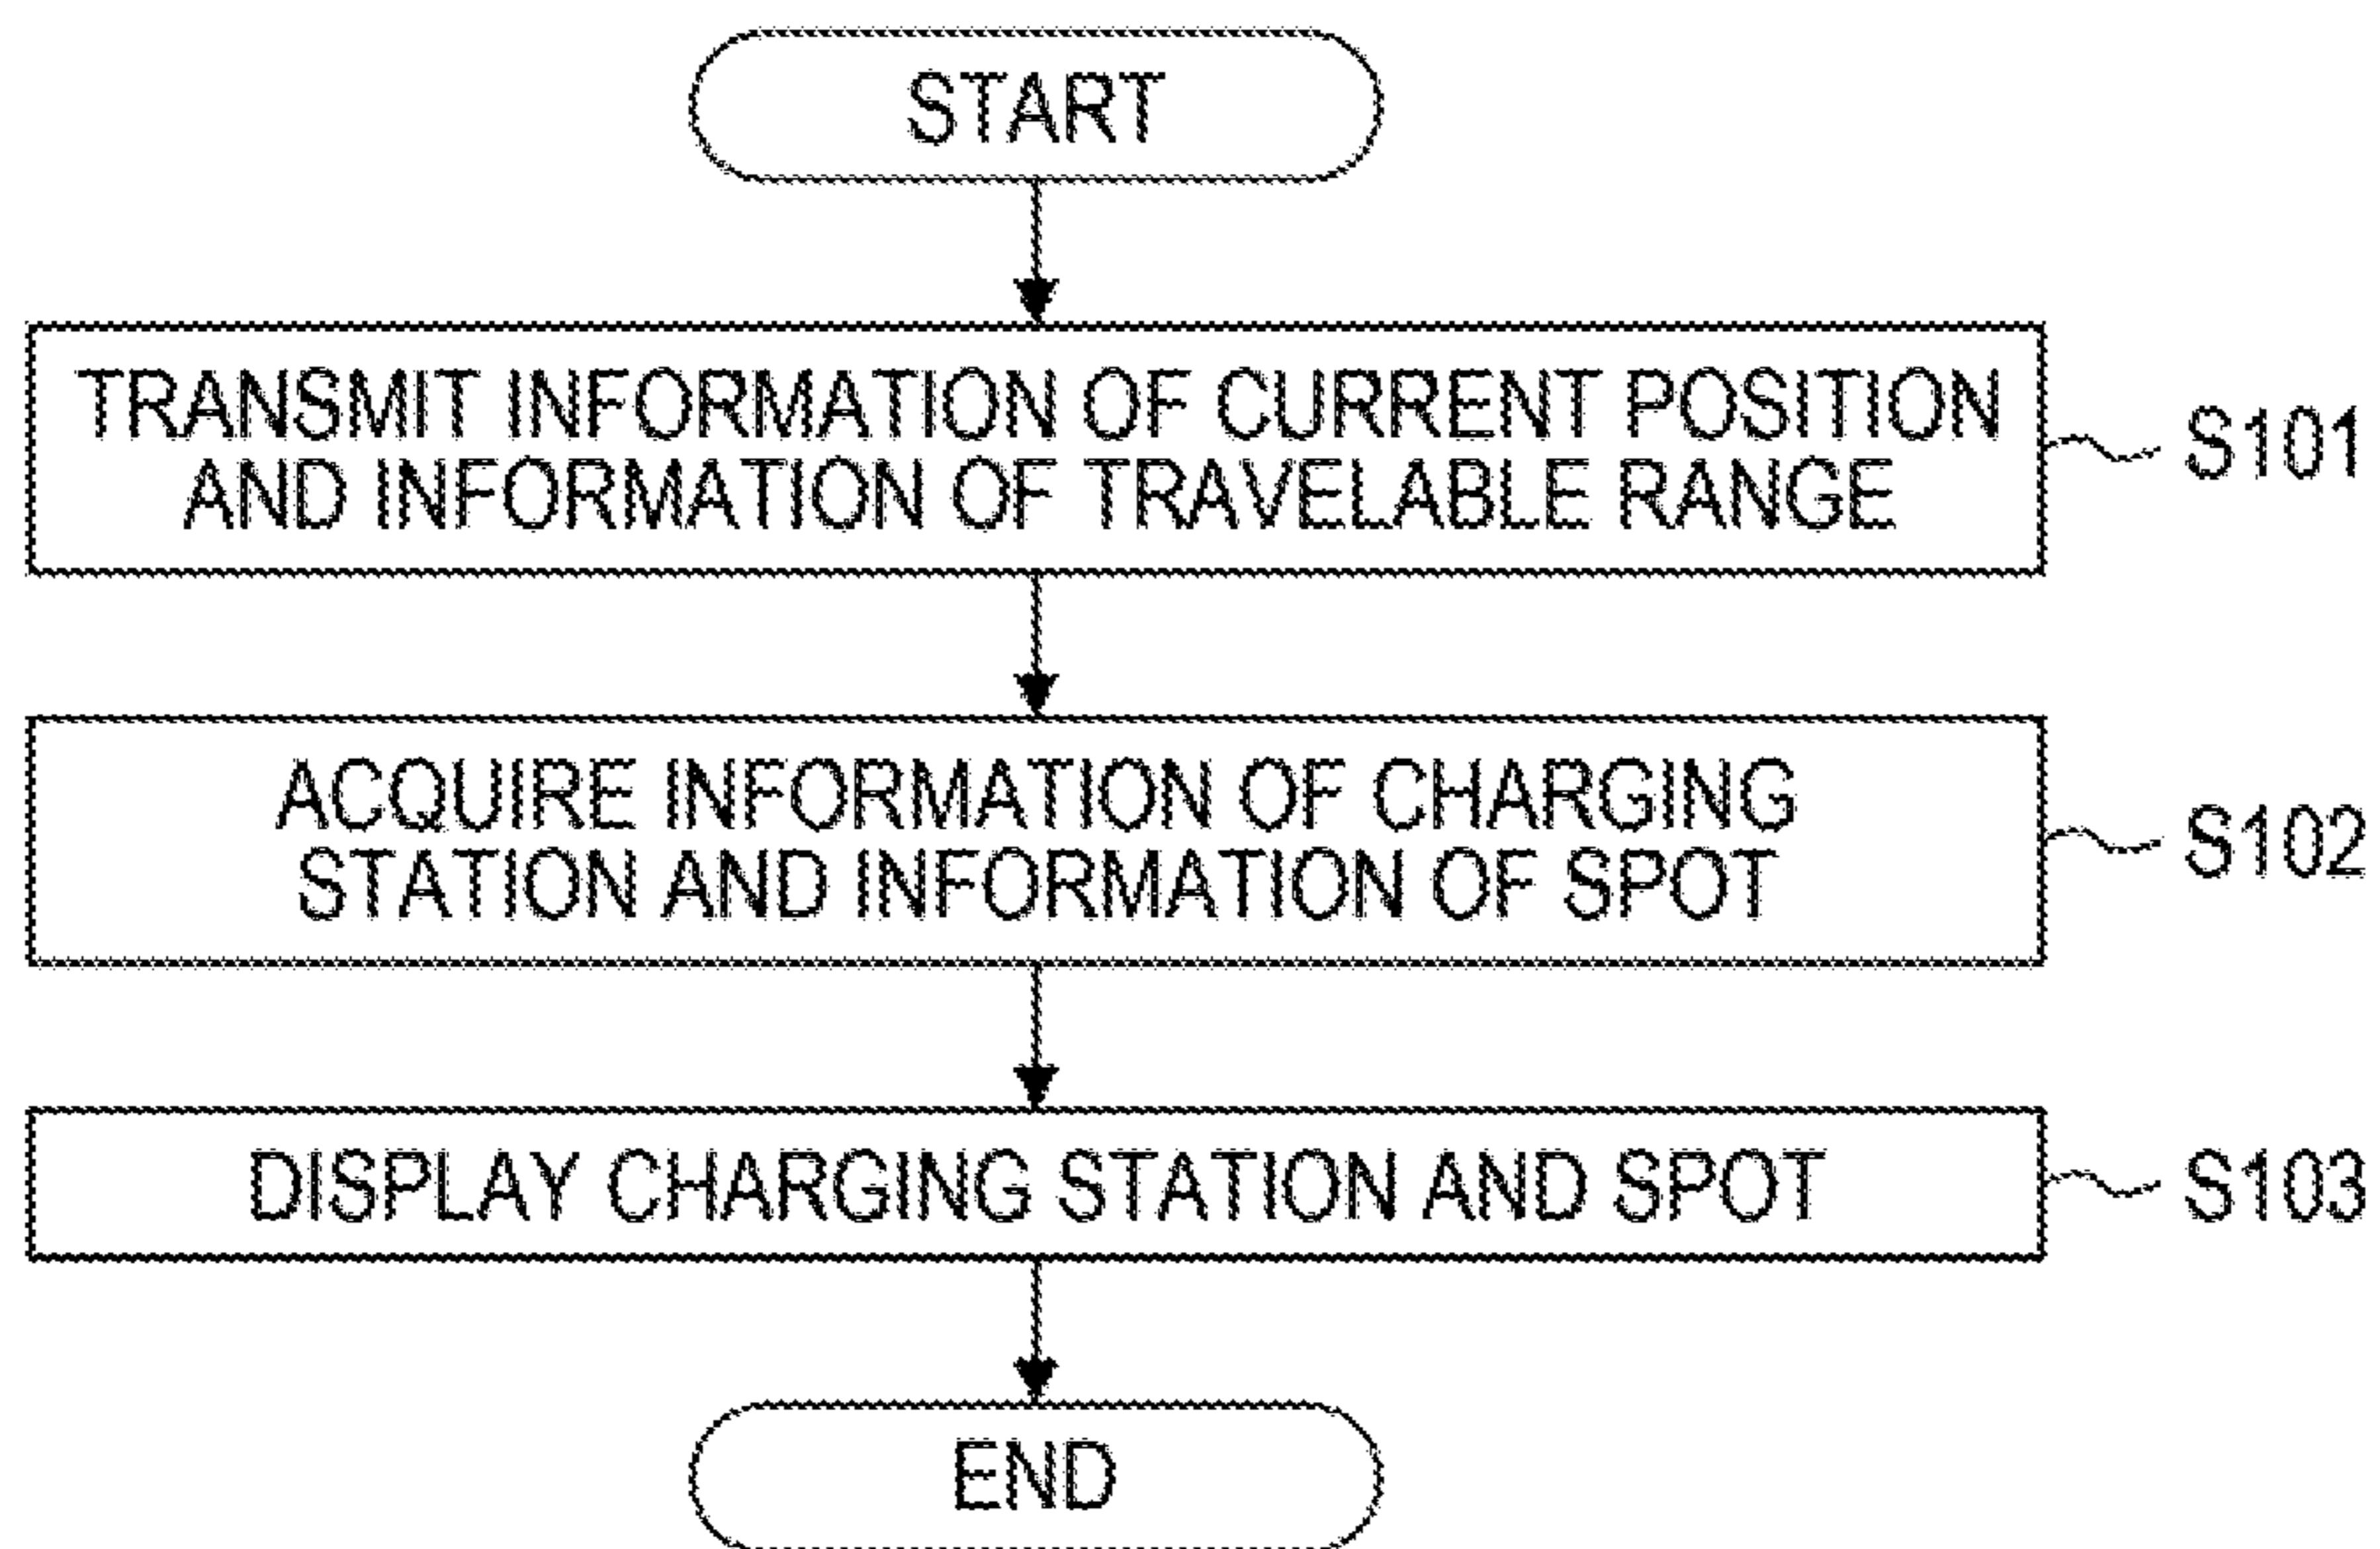 START
TRANSMIT INFORMATION OF CURRENT POSITION
AND INFORMATION OF TRAVELABLE RANGE
S101
ACQUIRE INFORMATION OF CHARGING
STATION AND INFORMATION OF SPOT
S102
DISPLAY CHARGING STATION AND SPOT
S103
END